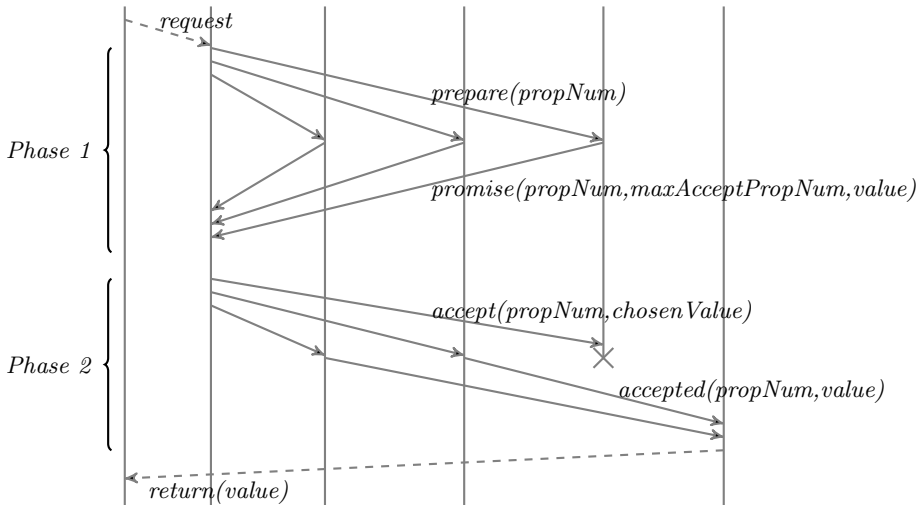 request
prepare(propNum)
Phase 1
promise(propNum,maxAcceptPropNum,value)
accept(propNum,chosenValue)
Phase 2
accepted(propNum,value)
return(value)